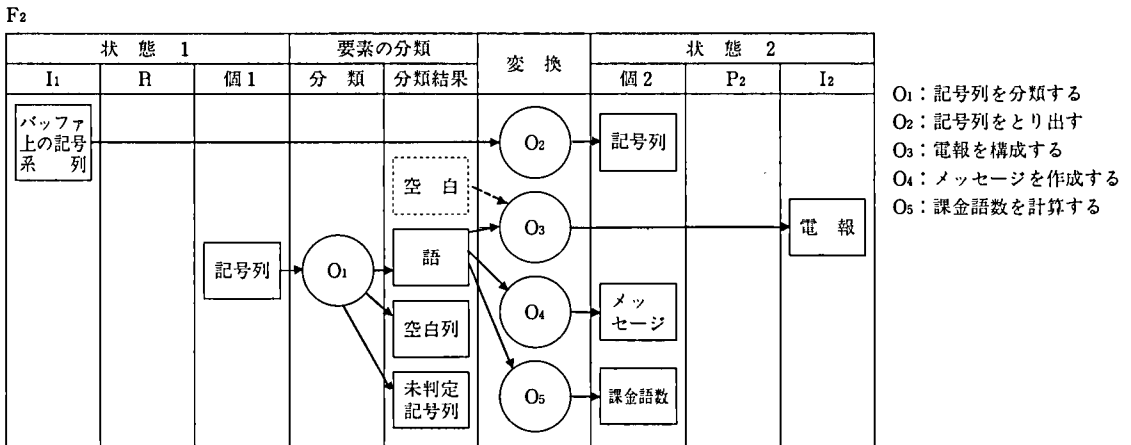 F₂
状 態 1
要素の分類
変 換
状 態 2
I₁
R
個1
分 類
分類結果
個2
P₂
I₂
バッファ
上の記号
系 列
O₂
記号列
空 白
O₃
電 報
記号列
O₁
語
O₄
メッ
セージ
空白列
未判定
記号列
O₅
課金語数
O₁：記号列を分類する
O₂：記号列をとり出す
O₃：電報を構成する
O₄：メッセージを作成する
O₅：課金語数を計算する